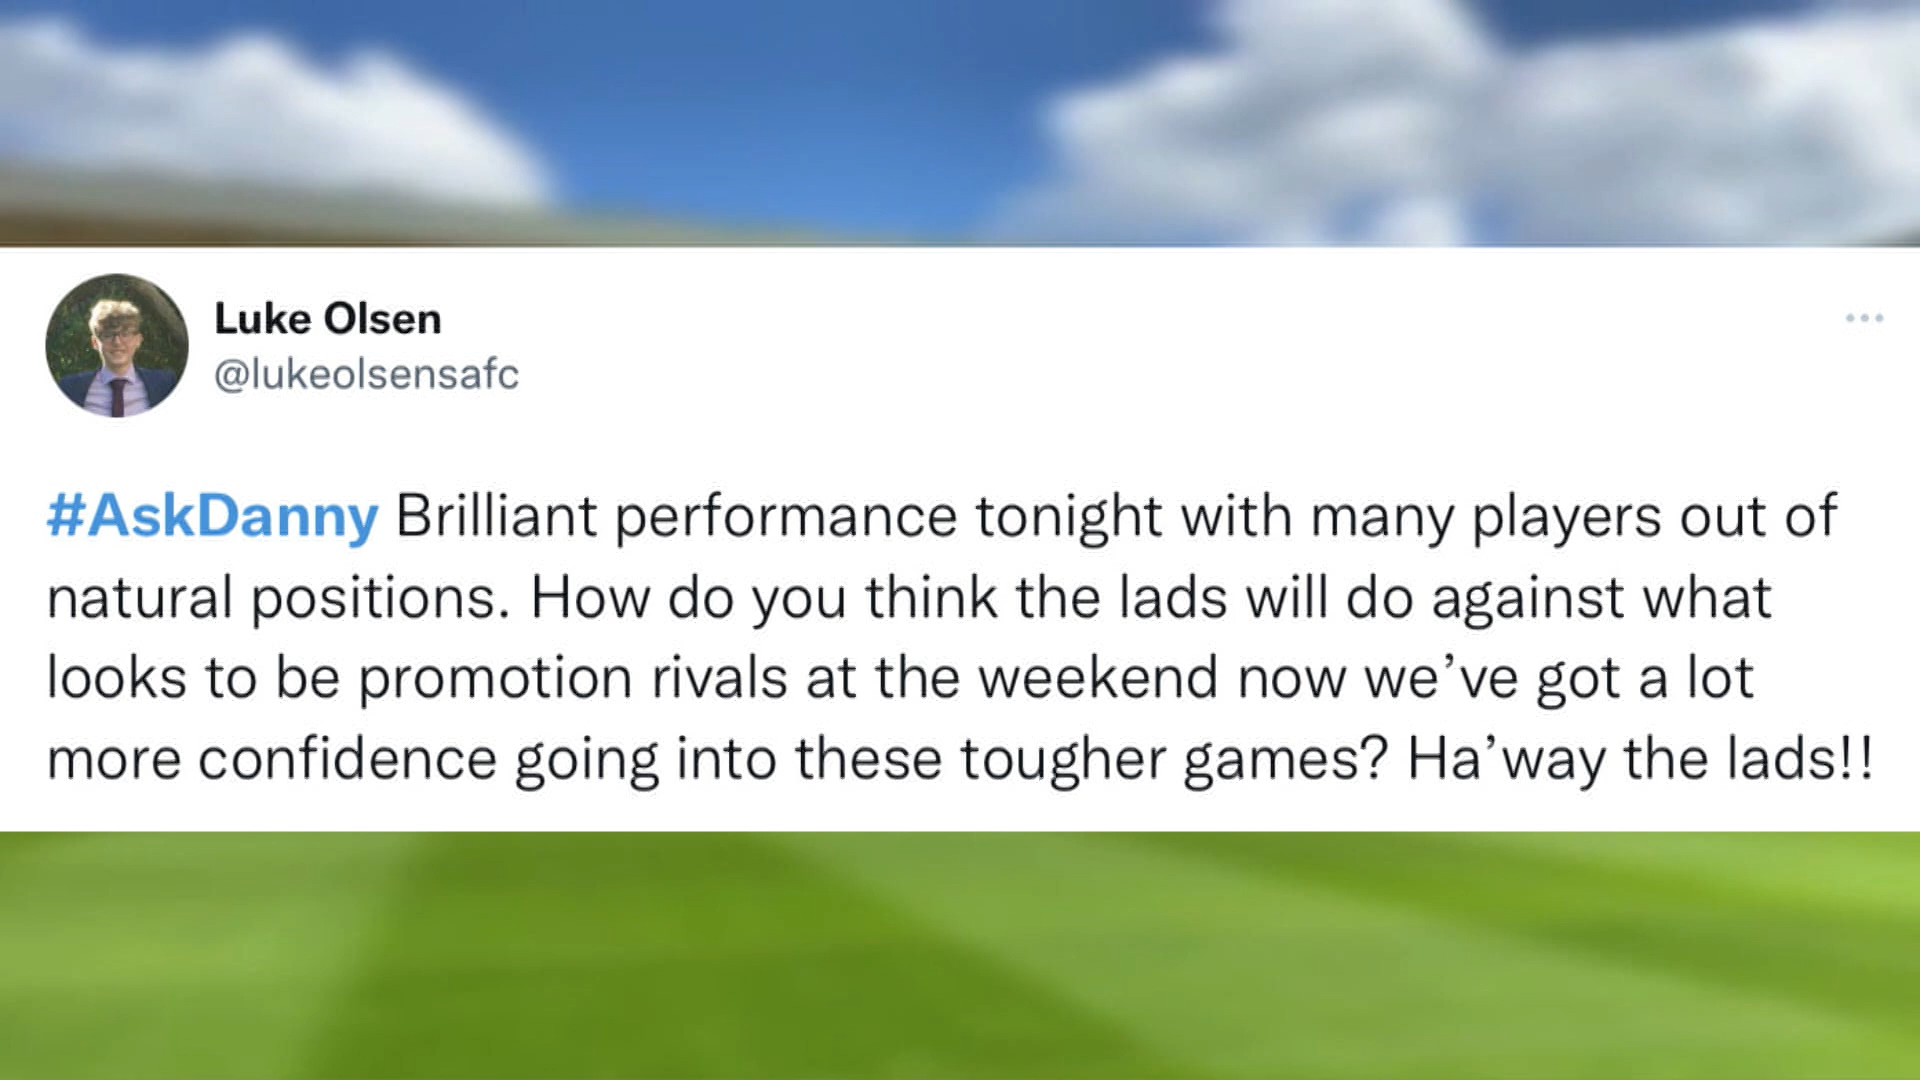 Luke Olsen
@lukeolsensafc
#AskDanny Brilliant performance tonight with many players out of
natural positions. How do you think the lads will do against what
looks to be promotion rivals at the weekend now we’ve got a lot
more confidence going into these tougher games? Ha’way the lads!!